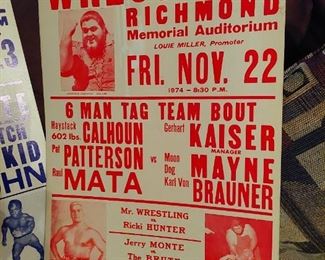 RICHMOND
Memorial Auditorium
LOUIE MILLER, Promoter
FRI. NOV. 22
1974 - 8:30 P.M.
6 MAN TAG TEAM BOUT
Haystack CALHOUN
602 lbs.
Pat PATTERSON
Raul MATA
vs
Gerhart KAISER
MANAGER
Moon Dog MAYNE
Karl Von BRAUNER
Mr. WRESTLING
vs
Ricki HUNTER
Jerry MONTE
The BRUTE
3
KID